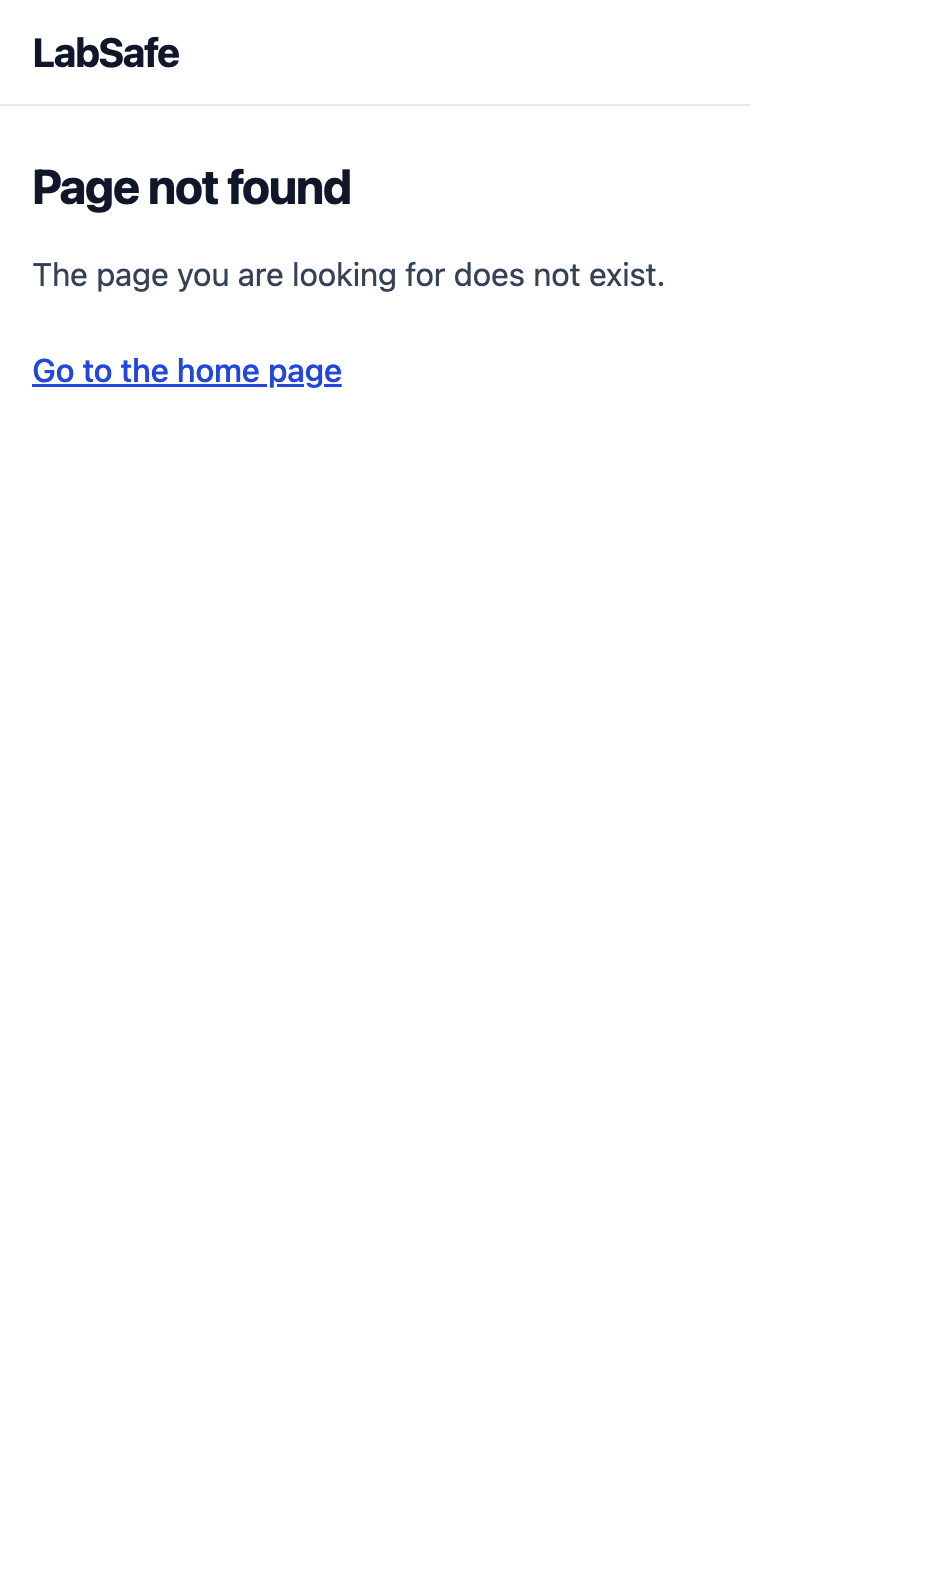 LabSafe
Page not found
The page you are looking for does not exist.
Go to the home page